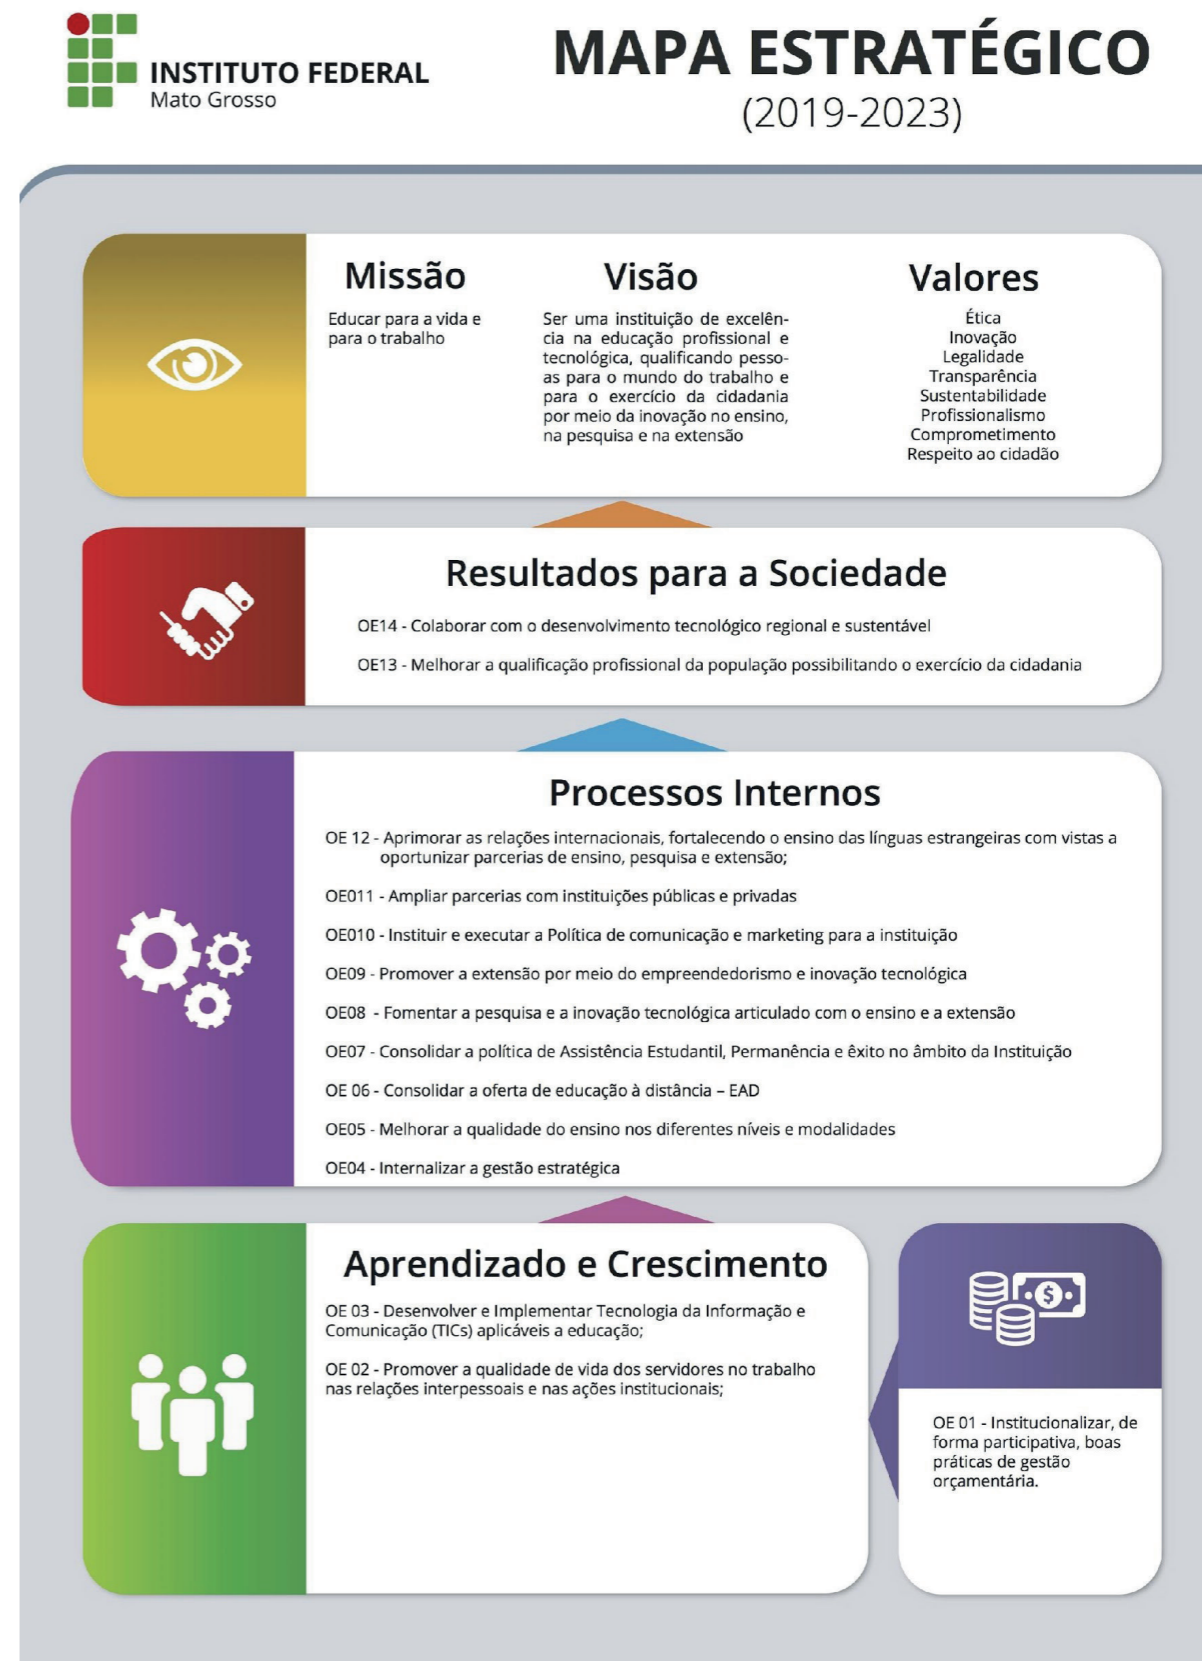 INSTITUTO FEDERAL
Mato Grosso
MAPA ESTRATÉGICO
(2019-2023)
Missão
Educar para a vida e
para o trabalho
Visão
Ser uma instituição de excelên-
cia na educação profissional e
tecnológica, qualificando pesso-
as para o mundo do trabalho e
para o exercício da cidadania
por meio da inovação no ensino,
na pesquisa e na extensão
Valores
Ética
Inovação
Legalidade
Transparência
Sustentabilidade
Profissionalismo
Comprometimento
Respeito ao cidadão
Resultados para a Sociedade
OE14 - Colaborar com o desenvolvimento tecnológico regional e sustentável
OE13 - Melhorar a qualificação profissional da população possibilitando o exercício da cidadania
Processos Internos
OE 12 - Aprimorar as relações internacionais, fortalecendo o ensino das línguas estrangeiras com vistas a
oportunizar parcerias de ensino, pesquisa e extensão;
OE011 - Ampliar parcerias com instituições públicas e privadas
OE010 - Instituir e executar a Política de comunicação e marketing para a instituição
OE09 - Promover a extensão por meio do empreendedorismo e inovação tecnológica
OE08 - Fomentar a pesquisa e a inovação tecnológica articulado com o ensino e a extensão
OE07 - Consolidar a política de Assistência Estudantil, Permanência e êxito no âmbito da Instituição
OE 06 - Consolidar a oferta de educação à distância – EAD
OE05 - Melhorar a qualidade do ensino nos diferentes níveis e modalidades
OE04 - Internalizar a gestão estratégica
Aprendizado e Crescimento
OE 03 - Desenvolver e Implementar Tecnologia da Informação e
Comunicação (TICs) aplicáveis a educação;
OE 02 - Promover a qualidade de vida dos servidores no trabalho
nas relações interpessoais e nas ações institucionais;
$
OE 01 - Institucionalizar, de
forma participativa, boas
práticas de gestão
orçamentária.